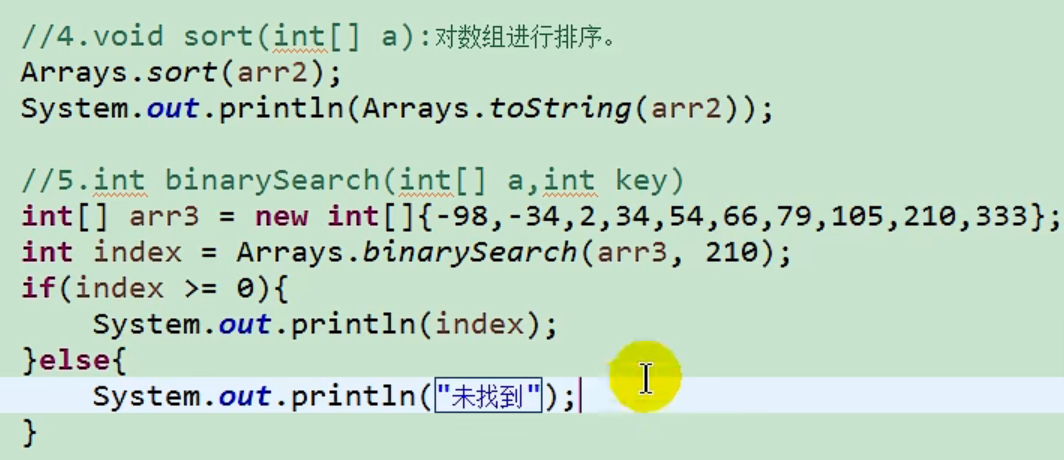 //4.void sort(int[] a):对数组进行排序。
Arrays.sort(arr2);
System.out.println(Arrays.toString(arr2));
//5.int binarySearch(int[] a,int key)
int[] arr3 = new int[]{-98,-34,2,34,54,66,79,105,210,333};
int index = Arrays.binarySearch(arr3, 210);
if(index >= 0){
    System.out.println(index);
}else{
    System.out.println("未找到");
}